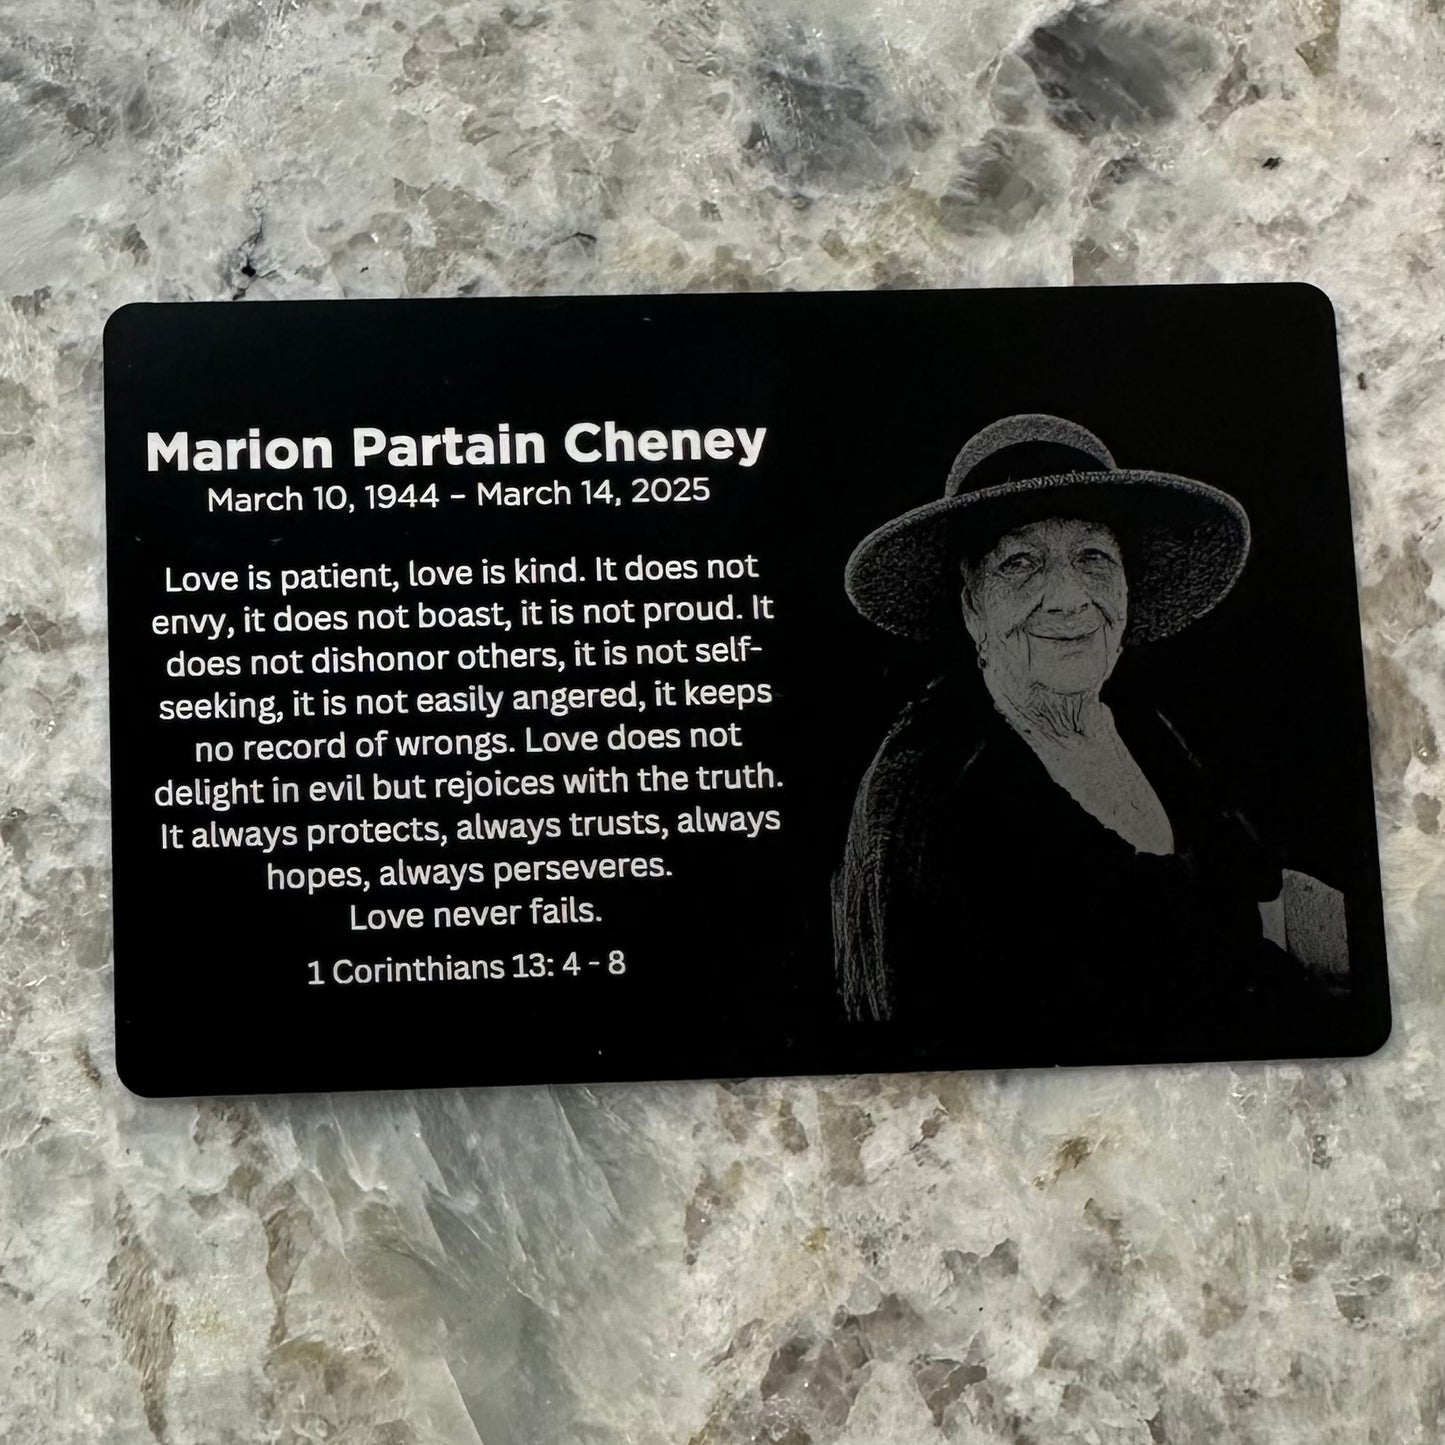 Marion Partain Cheney
March 10, 1944 – March 14, 2025
Love is patient, love is kind. It does not
envy, it does not boast, it is not proud. It
does not dishonor others, it is not self-
seeking, it is not easily angered, it keeps
no record of wrongs. Love does not
delight in evil but rejoices with the truth.
It always protects, always trusts, always
hopes, always perseveres.
Love never fails.
1 Corinthians 13: 4 - 8